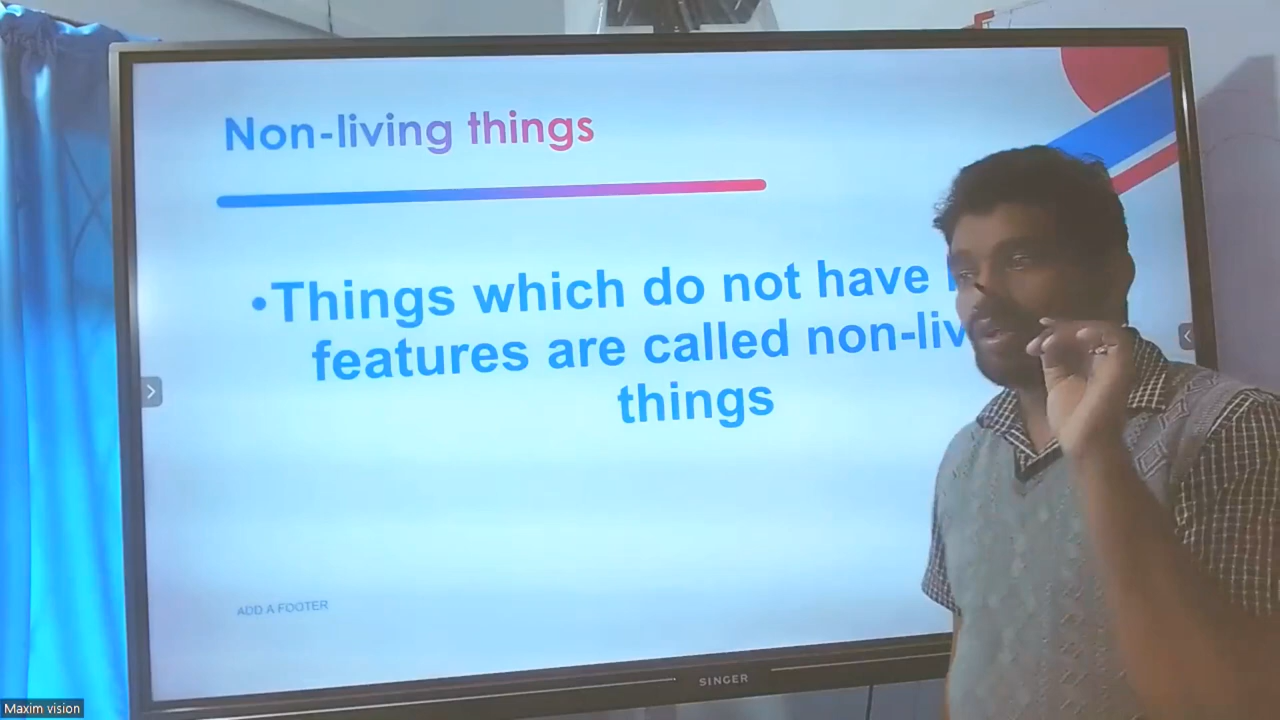 Non-living things
•Things which do not have
features are called non-liv
things
ADD A FOOTER
SINGER
Maxim vision